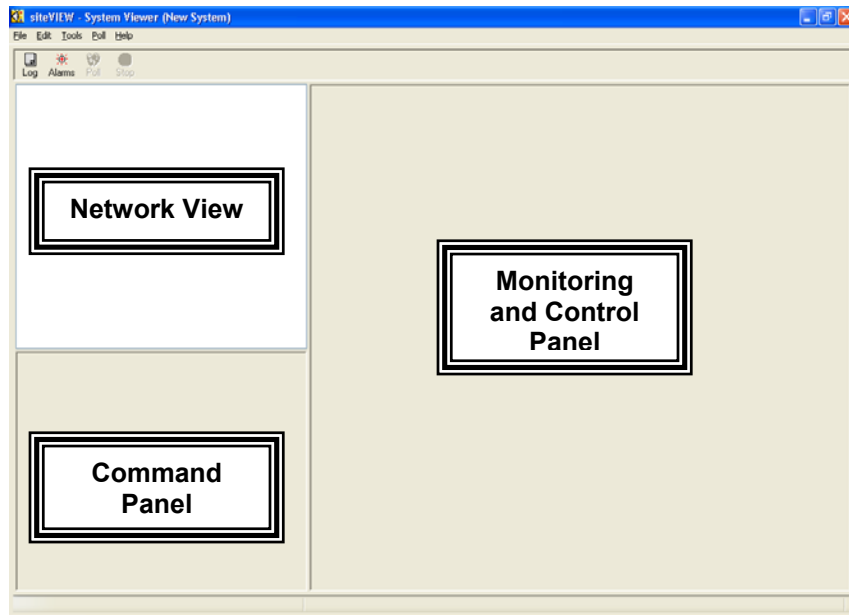 siteVIEW - System Viewer (New System)
File Edit Tools Poll Help
Log Alarms Poll Stop
Network View
Monitoring
and Control
Panel
Command
Panel